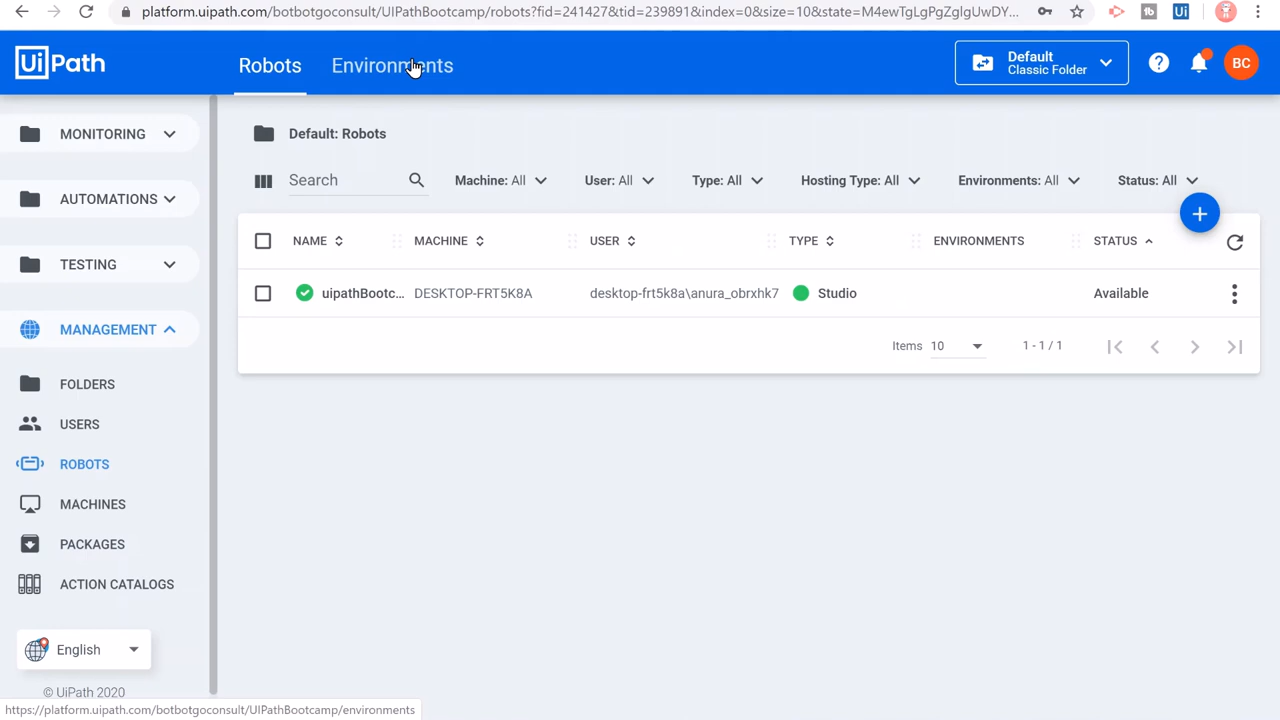 platform.uipath.com/botbotgoconsult/UIPathBootcamp/robots?fid=241427&tid=239891&index=0&size=10&state=M4ewTgLgPgZglgUwDY...
Ui
UiPath
Robots
Environments
Default
Classic Folder
BC
MONITORING
AUTOMATIONS
TESTING
MANAGEMENT
FOLDERS
USERS
ROBOTS
MACHINES
PACKAGES
ACTION CATALOGS
English
© UiPath 2020
Default: Robots
Search
Machine: All
User: All
Type: All
Hosting Type: All
Environments: All
Status: All
NAME MACHINE USER TYPE ENVIRONMENTS STATUS
uipathBootc... DESKTOP-FRT5K8A desktop-frt5k8a\anura_obrxhk7 Studio Available
Items 10 1 - 1 / 1
https://platform.uipath.com/botbotgoconsult/UIPathBootcamp/environments